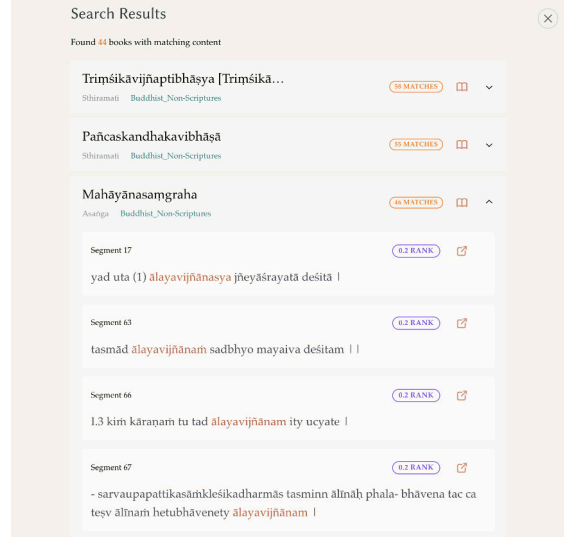 Search Results
Found 44 books with matching content
Triṃśikāvijñaptibhāṣya [Triṃśikā…
58 MATCHES
Sthiramati Buddhist_Non-Scriptures
Pañcaskandhakavibhāṣā
55 MATCHES
Sthiramati Buddhist_Non-Scriptures
Mahāyānasaṃgraha
46 MATCHES
Asaṅga Buddhist_Non-Scriptures
Segment 17
0.2 RANK
yad uta (1) ālayavijñānasya jñeyāśrayatā deśitā |
Segment 63
0.2 RANK
tasmād ālayavijñānaṁ sadbhyo mayaiva deśitam ||
Segment 66
0.2 RANK
I.3 kiṁ kāraṇaṁ tu tad ālayavijñānam ity ucyate |
Segment 67
0.2 RANK
- sarvaupapattikasāṁkleśikadharmās tasminn ālīnāḥ phala- bhāvena tac ca
teṣv ālīnaṁ hetubhāvenety ālayavijñānam |